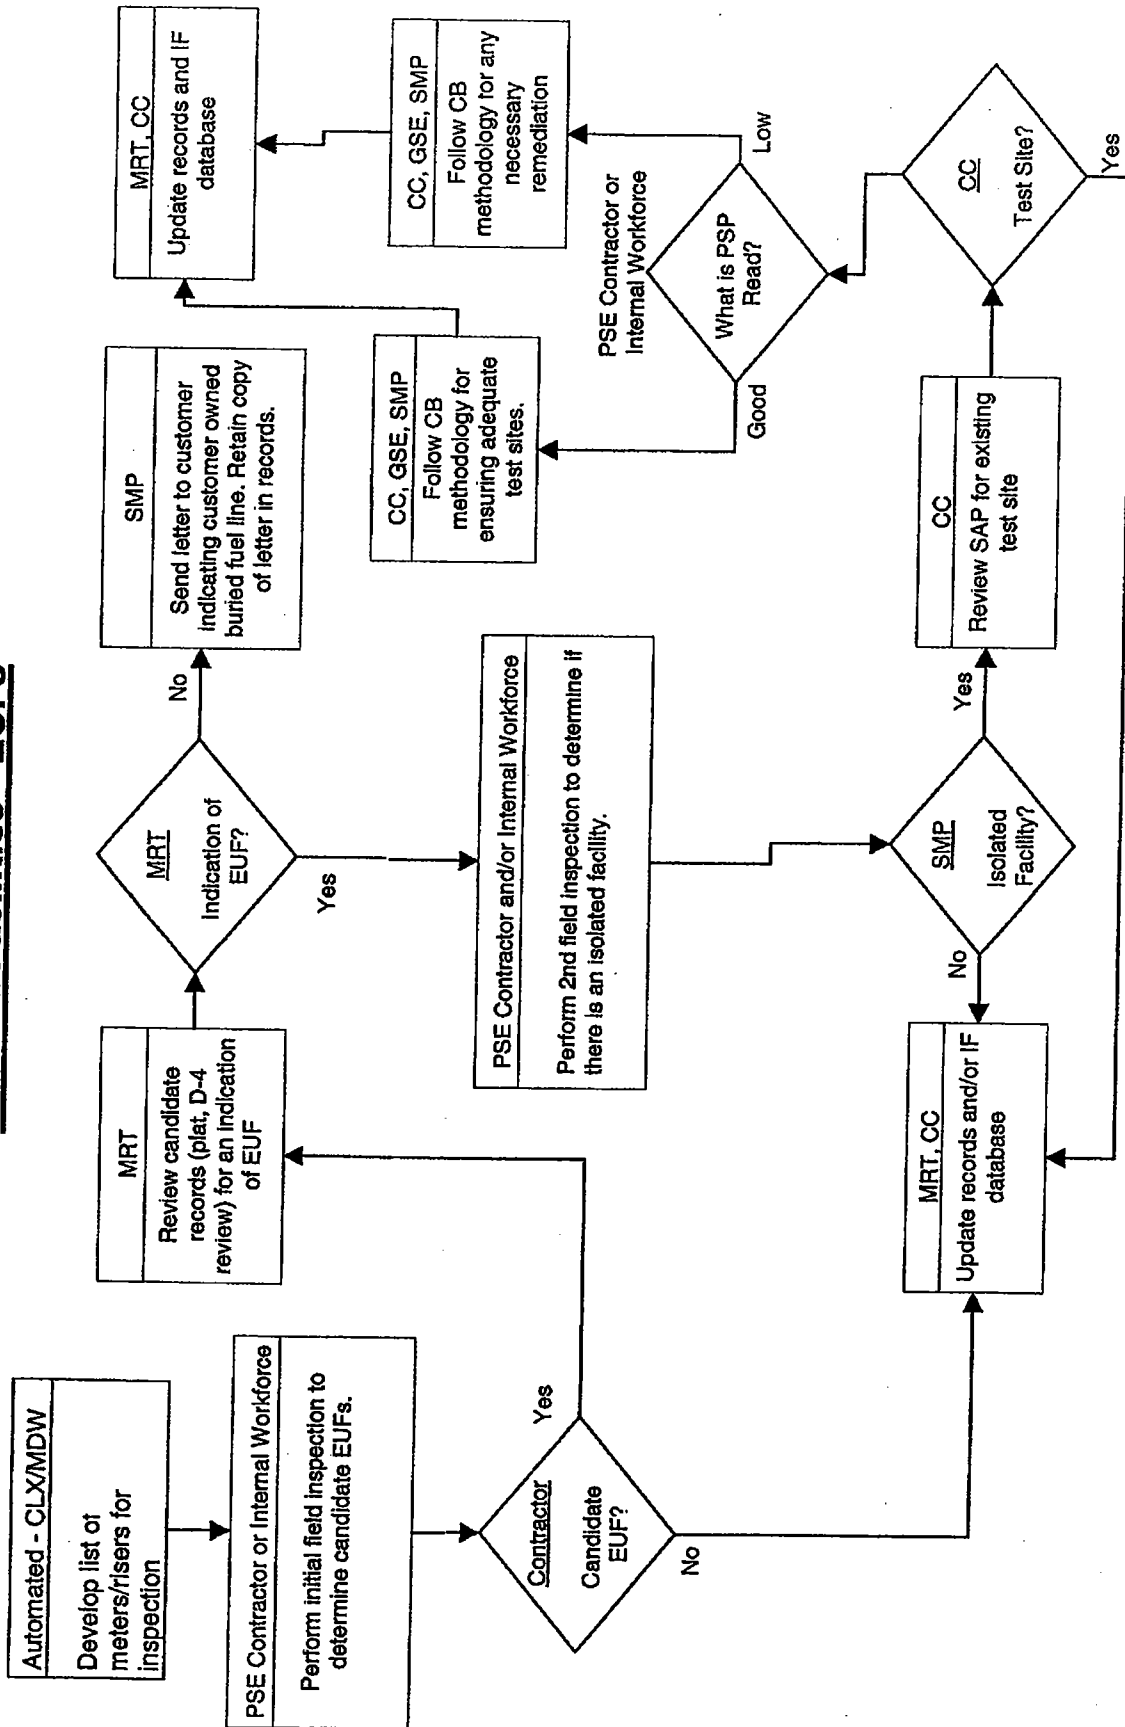 Automated - CLX/MDW
Develop list of
meters/risers for
inspection
PSE Contractor or Internal Workforce
Perform initial field inspection to
determine candidate EUFs.
Contractor
Candidate
EUF?
Yes
No
MRT
Review candidate
records (plat, D-4
review) for an indication
of EUF
MRT
Indication of
EUF?
No
Yes
SMP
Send letter to customer
indicating customer owned
buried fuel line. Retain copy
of letter in records.
PSE Contractor and/or Internal Workforce
Perform 2nd field inspection to determine if
there is an isolated facility.
SMP
Isolated
Facility?
No
Yes
MRT, CC
Update records and/or IF
database
CC
Review SAP for existing
test site
CC
Test Site?
Yes
PSE Contractor or
Internal Workforce
What is PSP
Read?
Good
Low
CC, GSE, SMP
Follow CB
methodology for
ensuring adequate
test sites.
CC, GSE, SMP
Follow CB
methodology for any
necessary
remediation
MRT, CC
Update records and IF
database